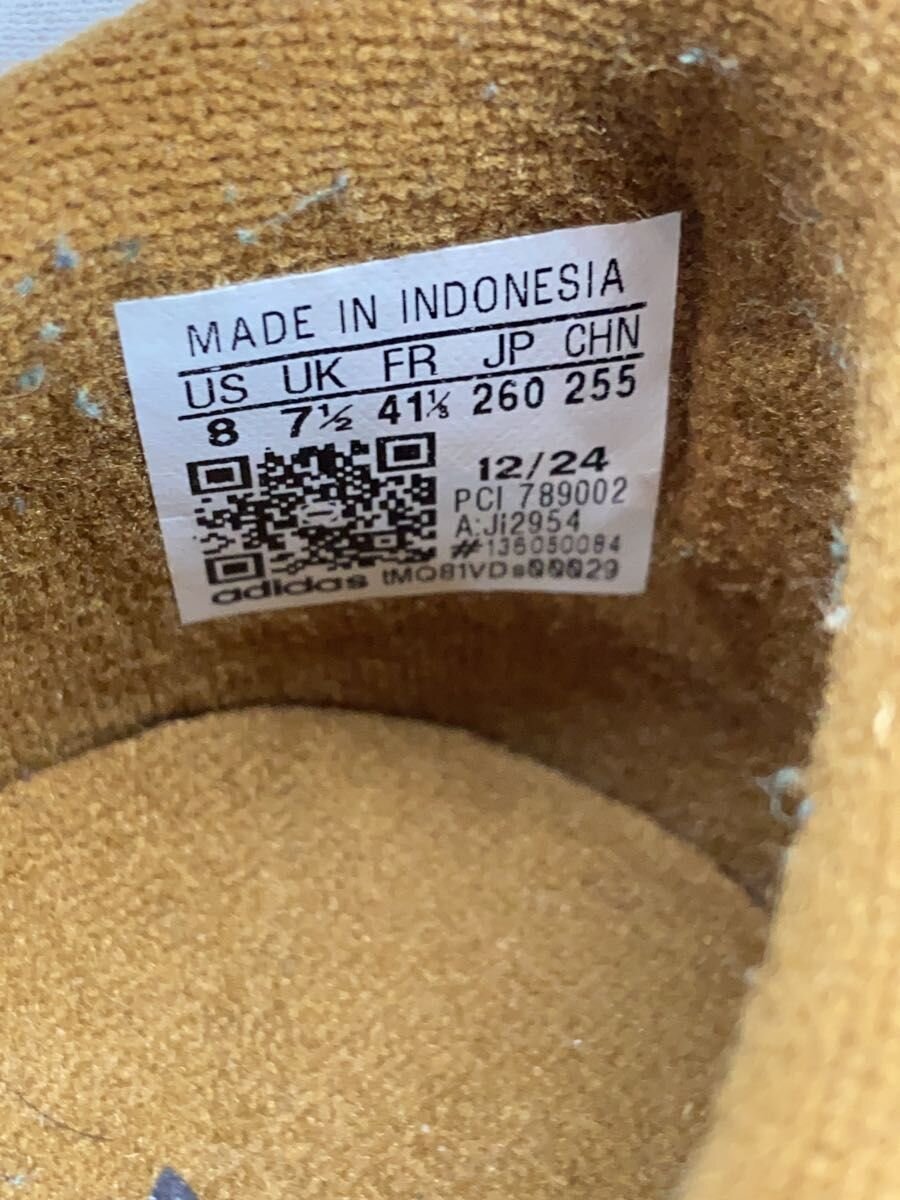 MADE IN INDONESIA
US UK FR JP CHN
8 7½ 41⅓ 260 255
12/24
PCI 789002
A:Ji2954
#136050084
adidas tMQ81VDs00029